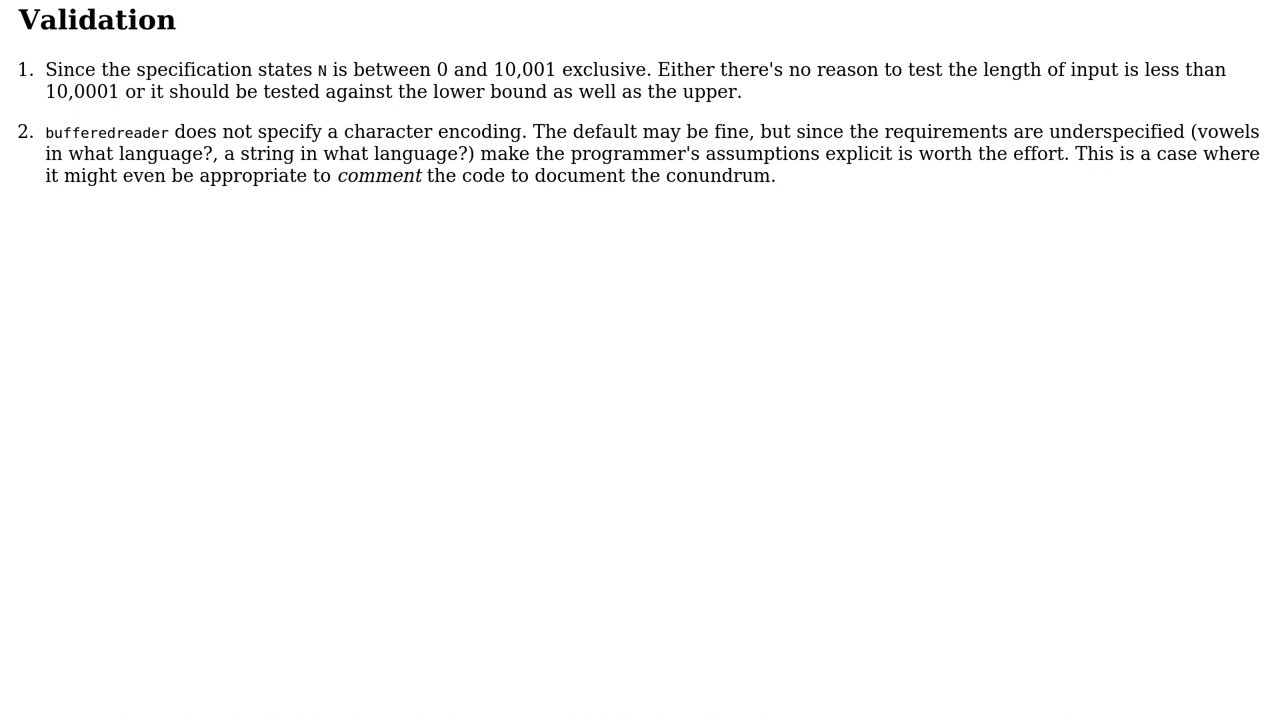 Validation
1. Since the specification states N is between 0 and 10,001 exclusive. Either there's no reason to test the length of input is less than
10,0001 or it should be tested against the lower bound as well as the upper.
2. bufferedreader does not specify a character encoding. The default may be fine, but since the requirements are underspecified (vowels
in what language?, a string in what language?) make the programmer's assumptions explicit is worth the effort. This is a case where
it might even be appropriate to comment the code to document the conundrum.